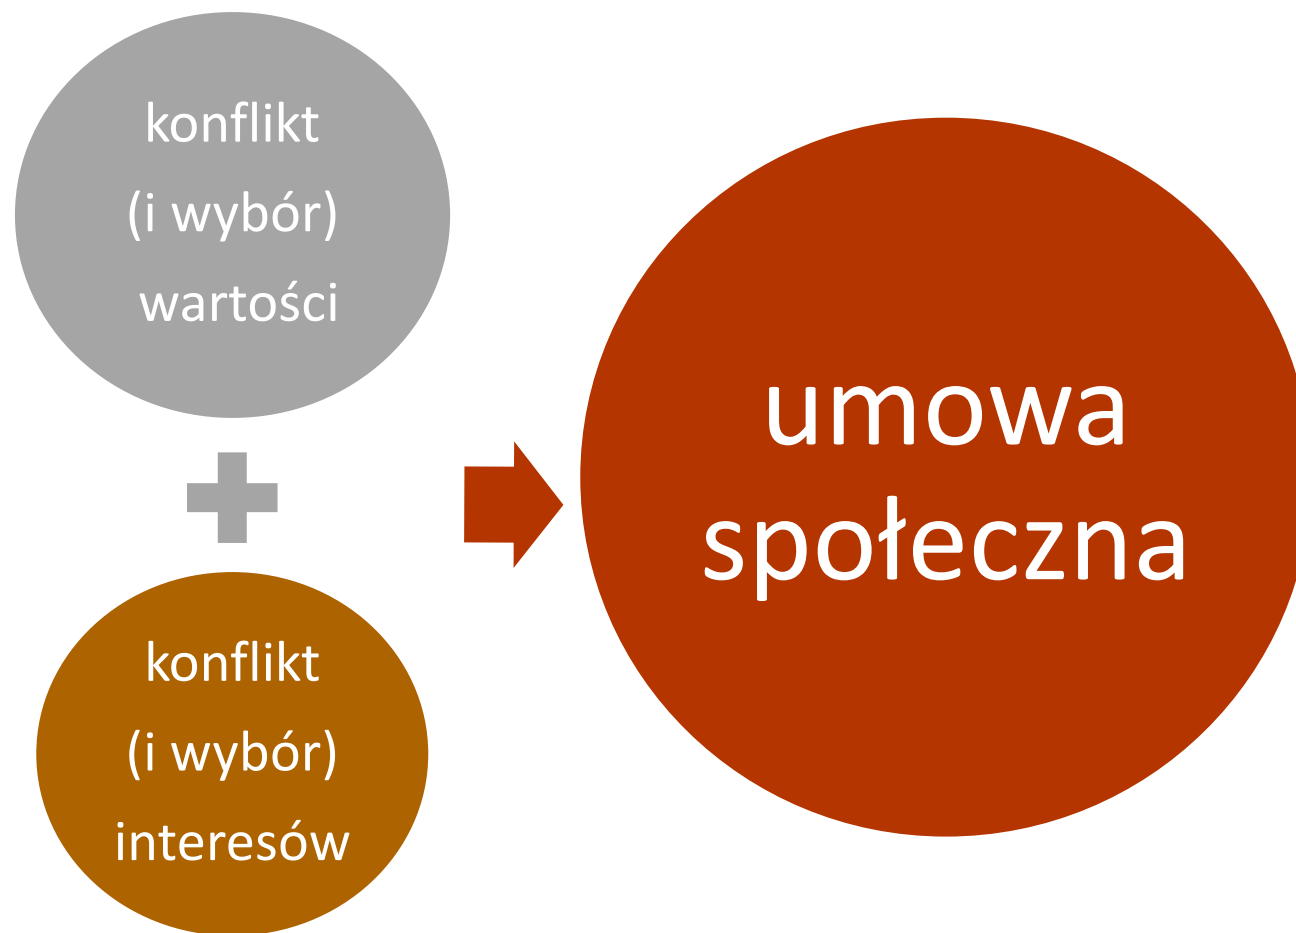 konflikt
(i wybór)
wartości
konflikt
(i wybór)
interesów
umowa
społeczna